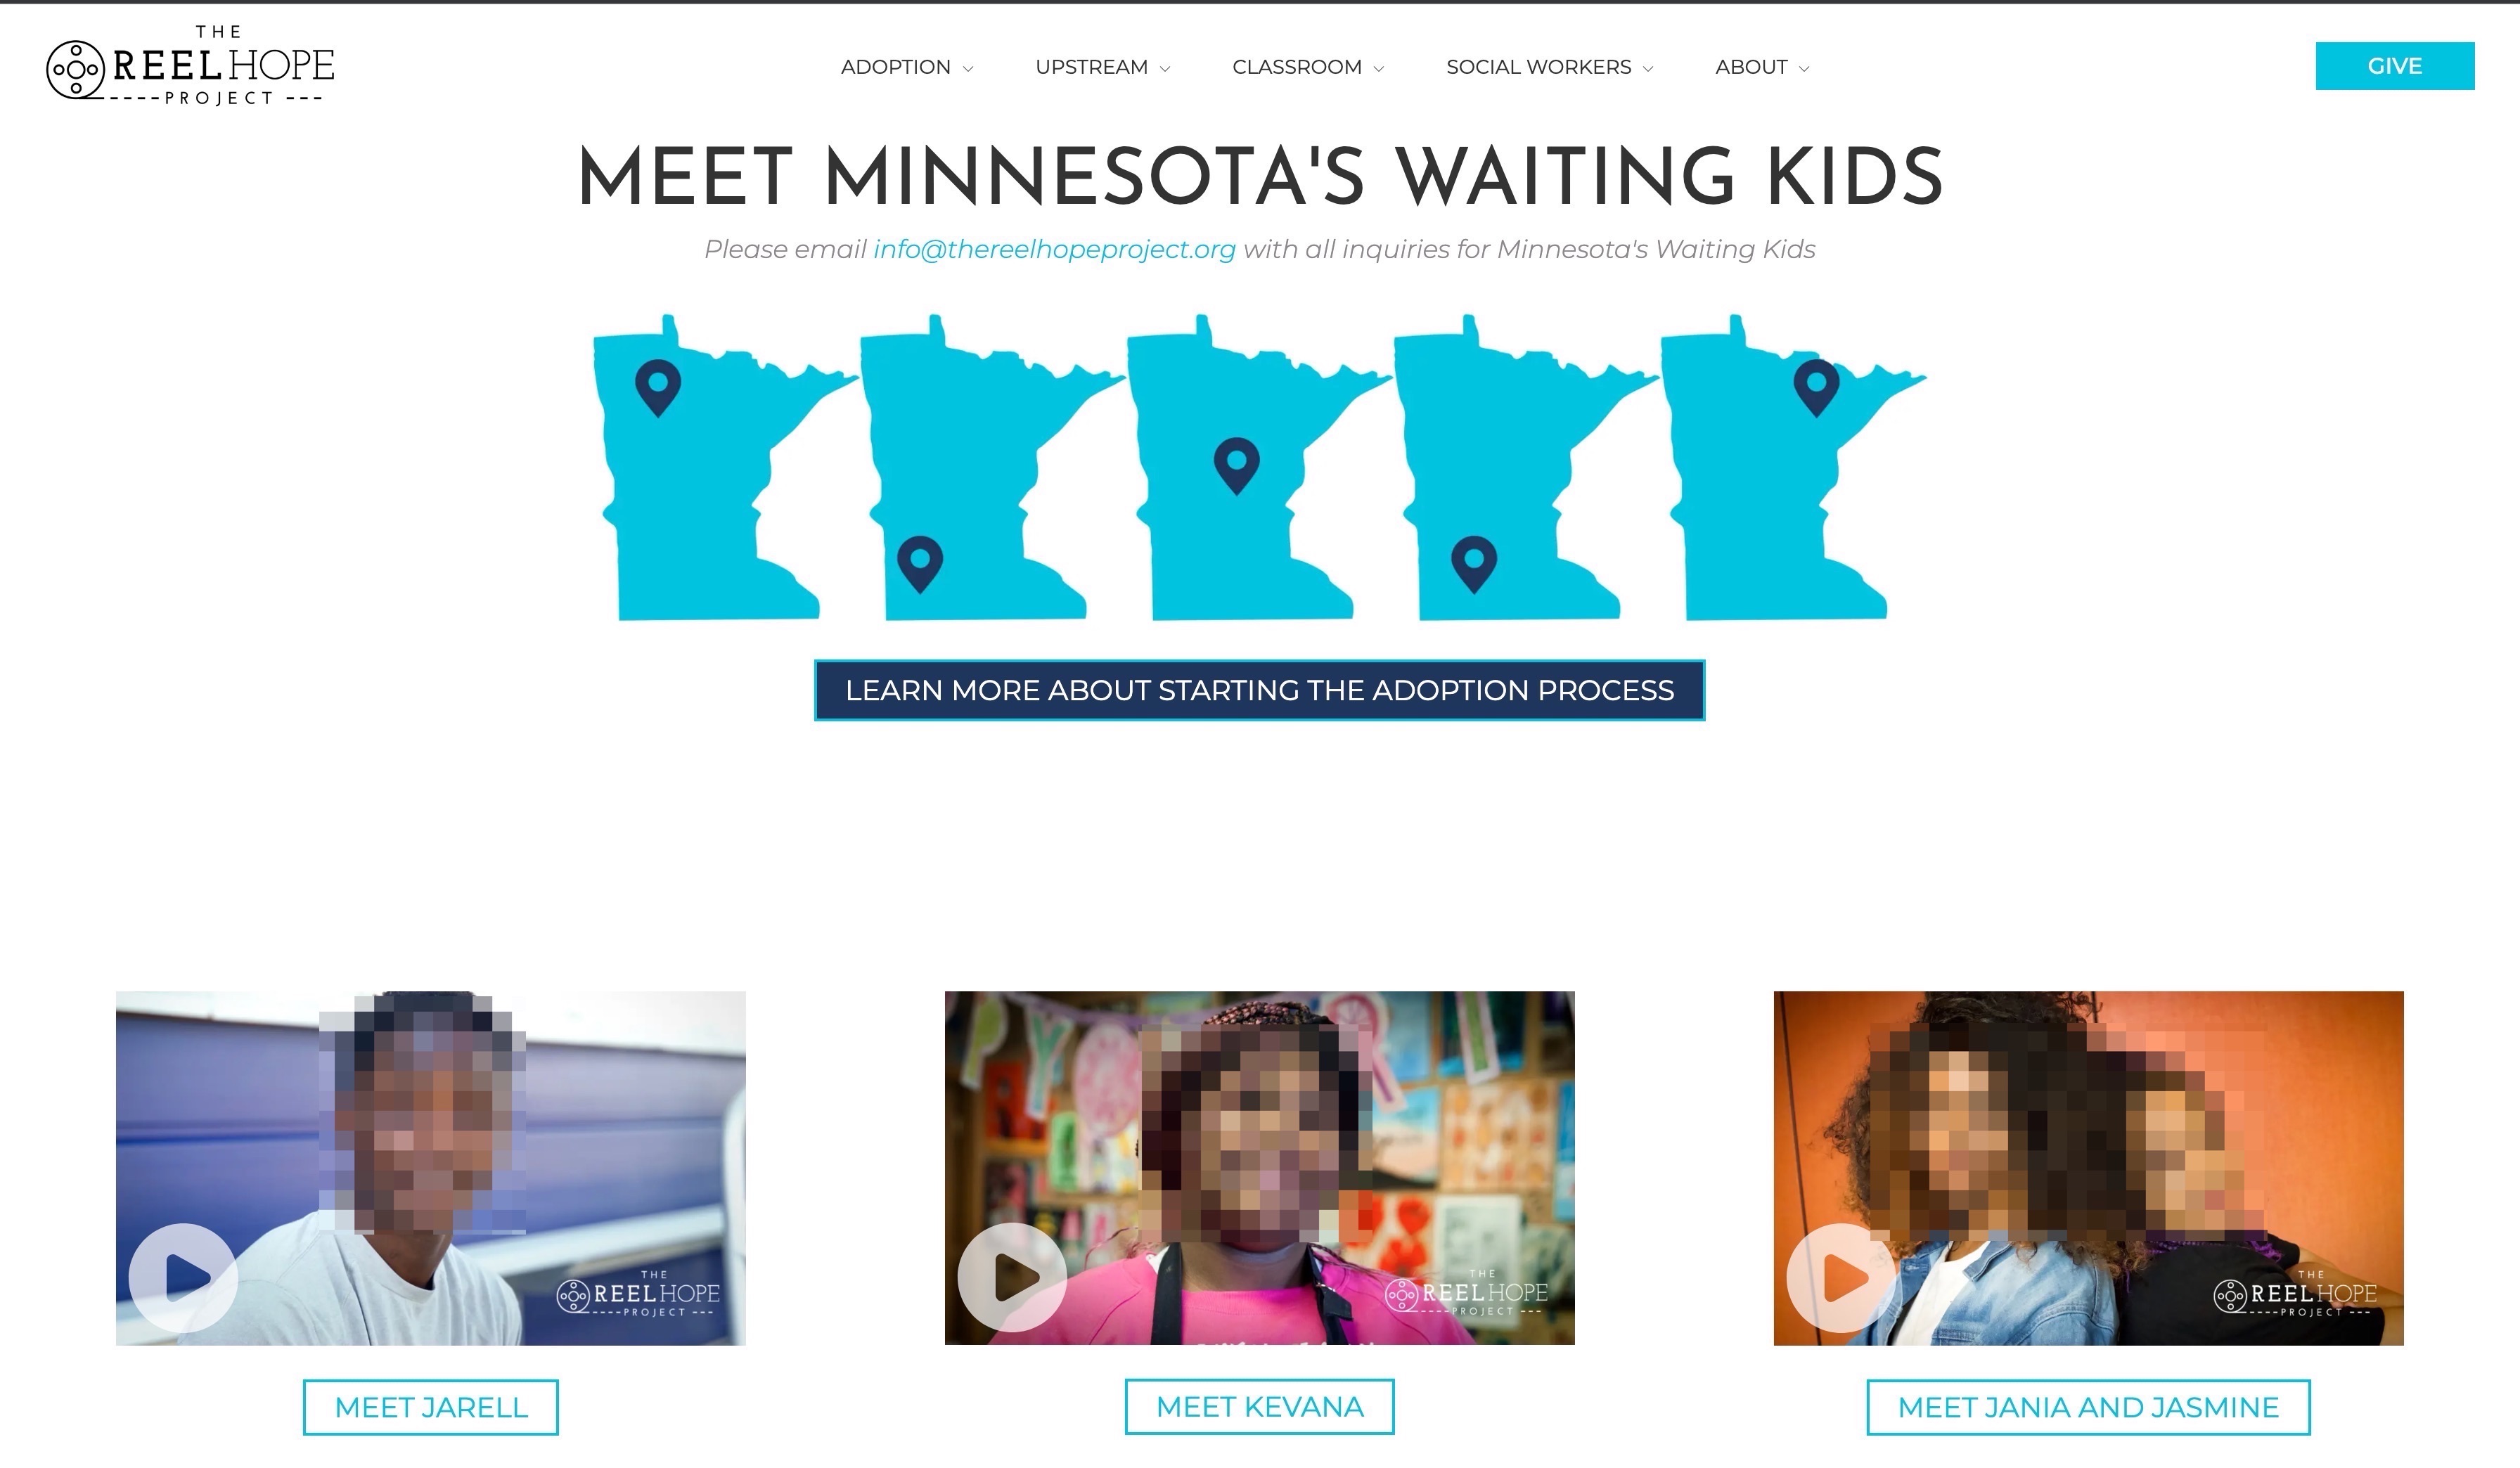 THE
REEL HOPE
PROJECT
ADOPTION
UPSTREAM
CLASSROOM
SOCIAL WORKERS
ABOUT
GIVE
MEET MINNESOTA'S WAITING KIDS
Please email info@thereelhopeproject.org with all inquiries for Minnesota's Waiting Kids
LEARN MORE ABOUT STARTING THE ADOPTION PROCESS
THE
REEL HOPE
PROJECT
THE
REEL HOPE
PROJECT
THE
REEL HOPE
PROJECT
MEET JARELL
MEET KEVANA
MEET JANIA AND JASMINE